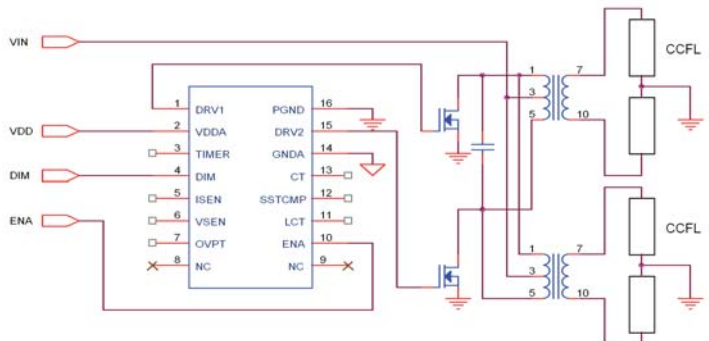 VIN
VDD
DIM
ENA
1 DRV1 PGND 16
2 VDDA DRV2 15
3 TIMER GNDA 14
4 DIM CT 13
5 ISEN SSTCMP 12
6 VSEN LCT 11
7 OVPT ENA 10
8 NC NC 9
1 7
3
5 10
CCFL
1 7
3
5 10
CCFL